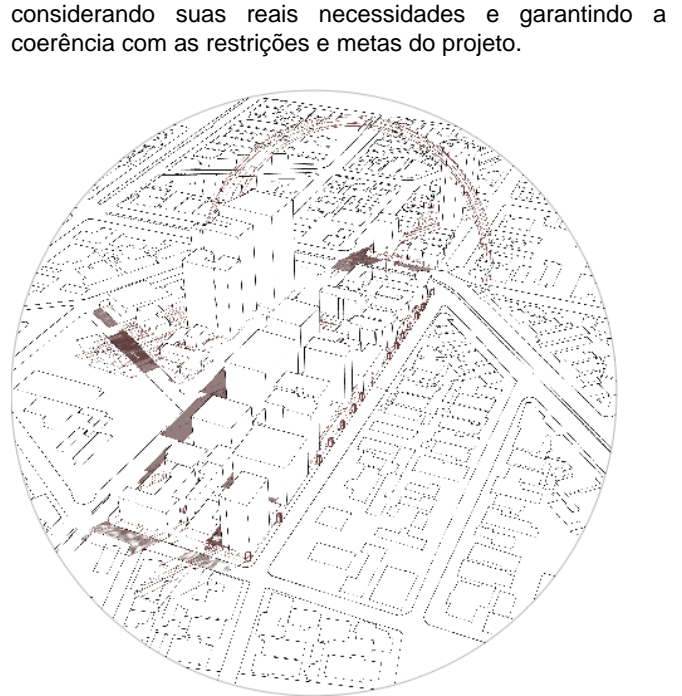 considerando suas reais necessidades e garantindo a
coerência com as restrições e metas do projeto.